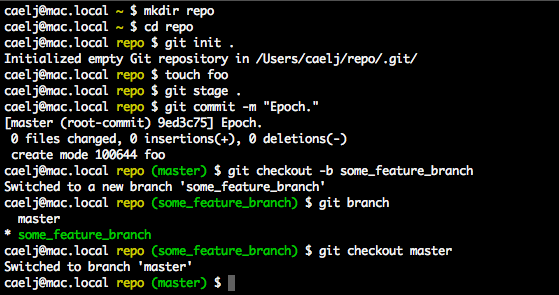 caelj@mac.local ~ $ mkdir repo
caelj@mac.local ~ $ cd repo
caelj@mac.local repo $ git init .
Initialized empty Git repository in /Users/caelj/repo/.git/
caelj@mac.local repo $ touch foo
caelj@mac.local repo $ git stage .
caelj@mac.local repo $ git commit -m "Epoch."
[master (root-commit) 9ed3c75] Epoch.
 0 files changed, 0 insertions(+), 0 deletions(-)
 create mode 100644 foo
caelj@mac.local repo (master) $ git checkout -b some_feature_branch
Switched to a new branch 'some_feature_branch'
caelj@mac.local repo (some_feature_branch) $ git branch
  master
* some_feature_branch
caelj@mac.local repo (some_feature_branch) $ git checkout master
Switched to branch 'master'
caelj@mac.local repo (master) $